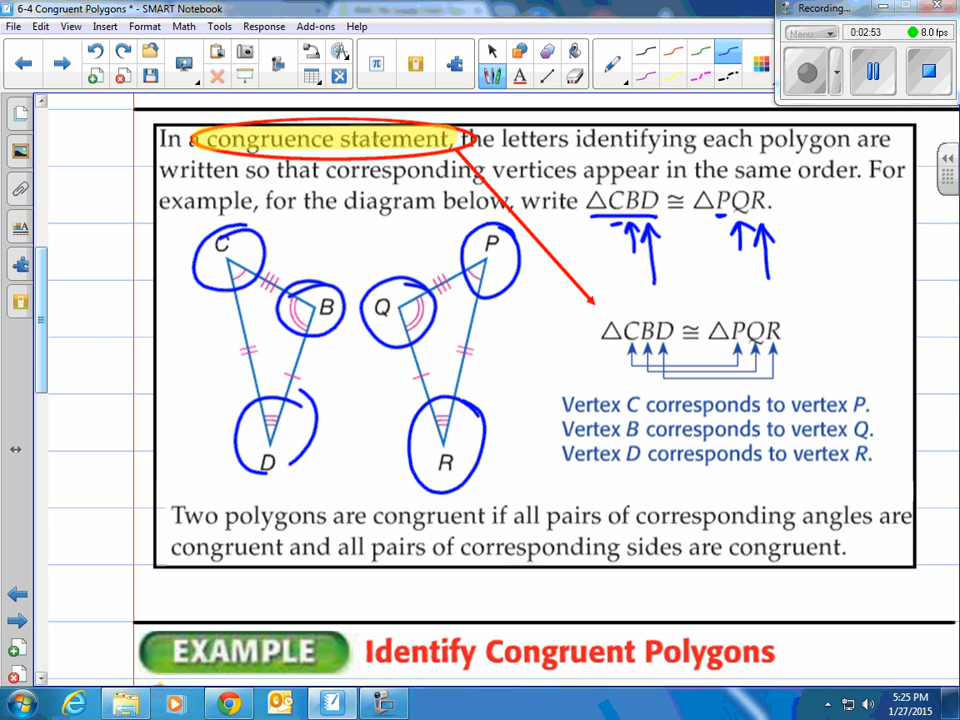 6-4 Congruent Polygons * - SMART Notebook
Recording...
File Edit View Insert Format Math Tools Response Add-ons Help
Menu
0:02:53
8.0 fps
In a congruence statement, the letters identifying each polygon are
written so that corresponding vertices appear in the same order. For
example, for the diagram below, write △CBD ≅ △PQR.
C
P
B
Q
D
R
△CBD ≅ △PQR
Vertex C corresponds to vertex P.
Vertex B corresponds to vertex Q.
Vertex D corresponds to vertex R.
Two polygons are congruent if all pairs of corresponding angles are
congruent and all pairs of corresponding sides are congruent.
EXAMPLE Identify Congruent Polygons
5:25 PM
1/27/2015